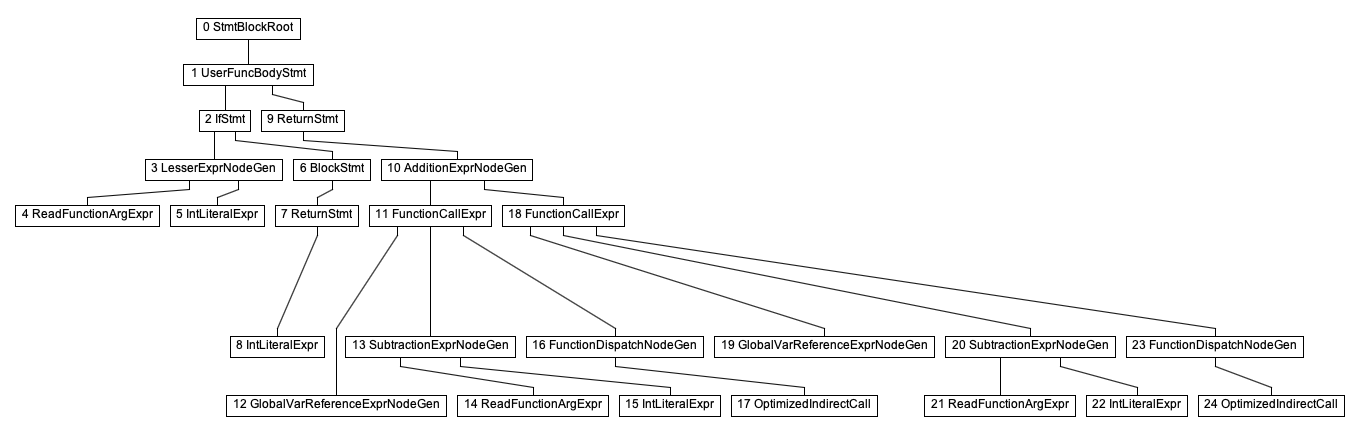 0 StmtBlockRoot
1 UserFuncBodyStmt
2 IfStmt
9 ReturnStmt
3 LesserExprNodeGen
6 BlockStmt
10 AdditionExprNodeGen
4 ReadFunctionArgExpr
5 IntLiteralExpr
7 ReturnStmt
11 FunctionCallExpr
18 FunctionCallExpr
8 IntLiteralExpr
13 SubtractionExprNodeGen
16 FunctionDispatchNodeGen
19 GlobalVarReferenceExprNodeGen
20 SubtractionExprNodeGen
23 FunctionDispatchNodeGen
12 GlobalVarReferenceExprNodeGen
14 ReadFunctionArgExpr
15 IntLiteralExpr
17 OptimizedIndirectCall
21 ReadFunctionArgExpr
22 IntLiteralExpr
24 OptimizedIndirectCall